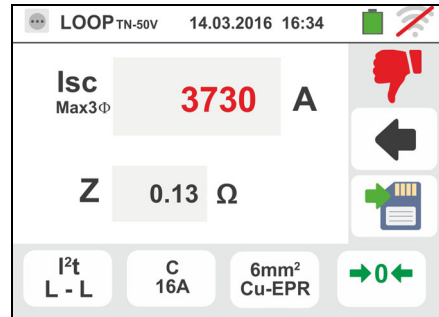 LOOP TN-50V 14.03.2016 16:34
Isc
Max3Φ
3730 A
Z 0.13 Ω
I²t
L - L
C
16A
6mm²
Cu-EPR
0